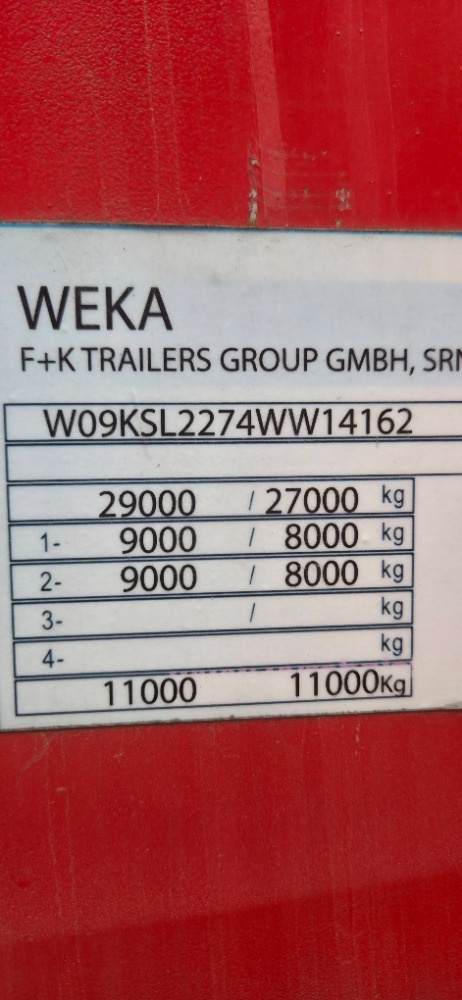 WEKA
F+K TRAILERS GROUP GMBH, SRN
W09KSL2274WW14162
29000 / 27000 kg
1- 9000 / 8000 kg
2- 9000 / 8000 kg
3- / kg
4- kg
11000 11000Kg